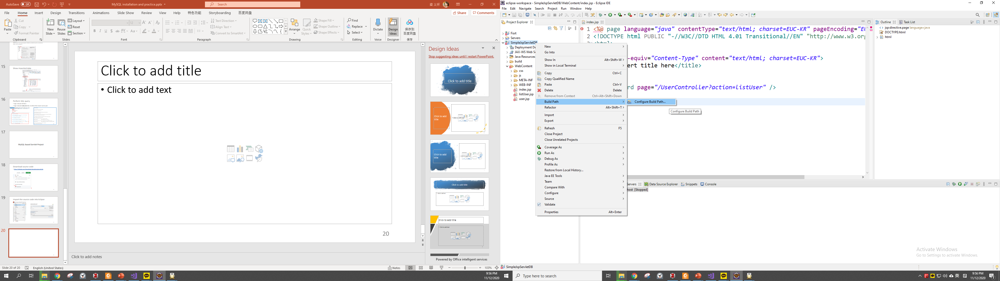 AutoSave Off
MySQL installation and practice.pptx
Search
梁 义怀
File Home Insert Design Transitions Animations Slide Show Review View Help 特色功能 Storyboarding 百度网盘
Share Comments
Paste
Cut
Copy
Format Painter
Clipboard
New Slide
Reuse Slides
Layout
Reset
Section
Slides
12
Font
Text Direction
Align Text
Convert to SmartArt
Paragraph
Arrange
Quick Styles
Shape Fill
Shape Outline
Shape Effects
Drawing
Find
Replace
Select
Editing
Dictate
Voice
Design Ideas
Designer
保存到
百度网盘
保存
15
Show imported data
16
Perform SQL query
17
MySQL-based Servlet Project
18
Download source code
19
Import the source code into Eclipse
20
Click to add title
• Click to add text
20
Click to add notes
Design Ideas
Stop suggesting ideas until I restart PowerPoint.
Click to add title
Click to add title
Click to add title
Click to add title
Click to add title
Powered by Office intelligent services
Slide 20 of 20 English (United States)
Notes
103%
9:56 PM
11/12/2020
eclipse-workspace - SimpleJspServletDB/WebContent/index.jsp - Eclipse IDE
File Edit Navigate Search Project Run Window Help
Project Explorer
Fisrt
Servers
SimpleJspServletDB
Deployment De
JAX-WS Web Se
Java Resources
build
WebContent
css
js
META-INF
WEB-INF
index.jsp
listUser.jsp
user.jsp
New
Go Into
Show In Alt+Shift+W
Show in Local Terminal
Copy Ctrl+C
Copy Qualified Name
Paste Ctrl+V
Delete Delete
Remove from Context Ctrl+Alt+Shift+Down
Build Path
Refactor Alt+Shift+T
Import
Export
Refresh F5
Close Project
Close Unrelated Projects
Coverage As
Run As
Debug As
Profile As
Restore from Local History...
Java EE Tools
Team
Compare With
Configure
Source
Validate
Properties Alt+Enter
Configure Build Path...
Configure Build Path
index.jsp
1 <%@ page language="java" contentType="text/html; charset=EUC-KR" pageEncoding="EU
2 <!DOCTYPE html PUBLIC "-//W3C//DTD HTML 4.01 Transitional//EN" "http://www.w3.org
<html>
-equiv="Content-Type" content="text/html; charset=EUC-KR">
ert title here</title>
rd page="/UserController?action=listUser" />
Outline Task List
jsp:directive.page language=java
DOCTYPE:html
html
Servers Data Source Explorer Snippets Console
host [Stopped]
Activate Windows
Go to Settings to activate Windows.
SimpleJspServletDB
Type here to search
英
9:56 PM
11/12/2020